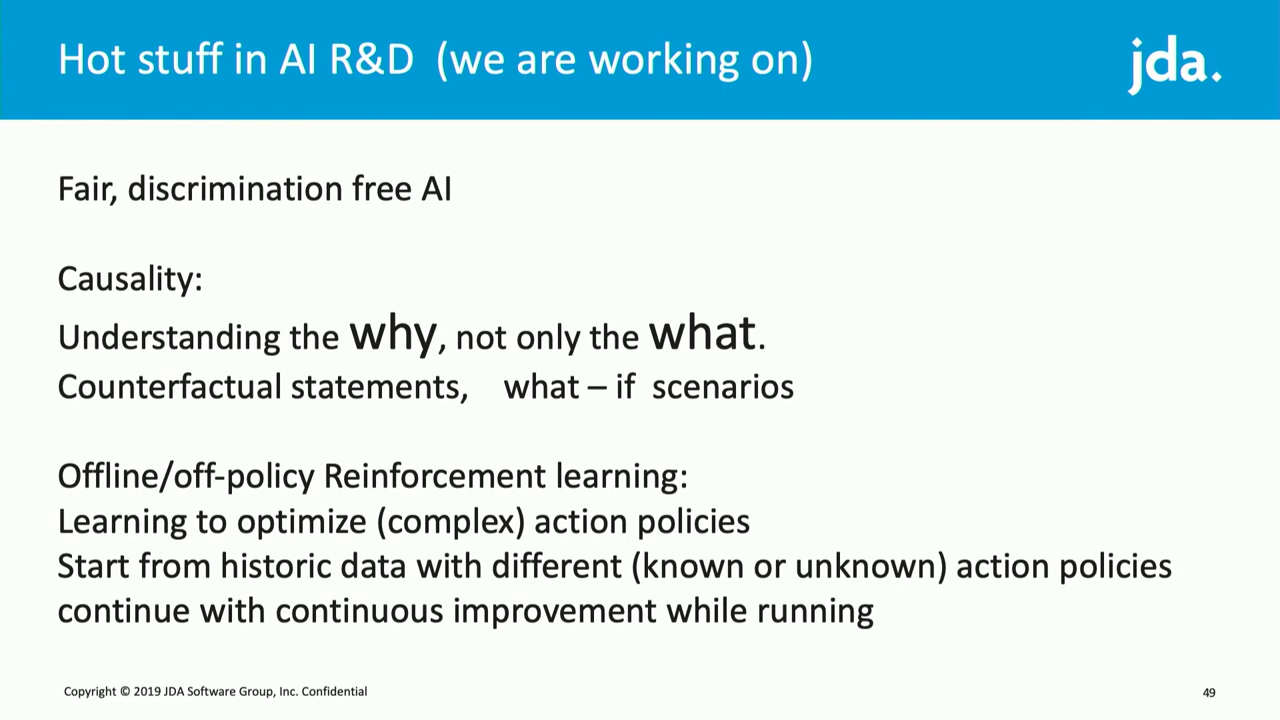 Hot stuff in AI R&D (we are working on)
jda.
Fair, discrimination free AI
Causality:
Understanding the why, not only the what.
Counterfactual statements, what – if scenarios
Offline/off-policy Reinforcement learning:
Learning to optimize (complex) action policies
Start from historic data with different (known or unknown) action policies
continue with continuous improvement while running
Copyright © 2019 JDA Software Group, Inc. Confidential
49